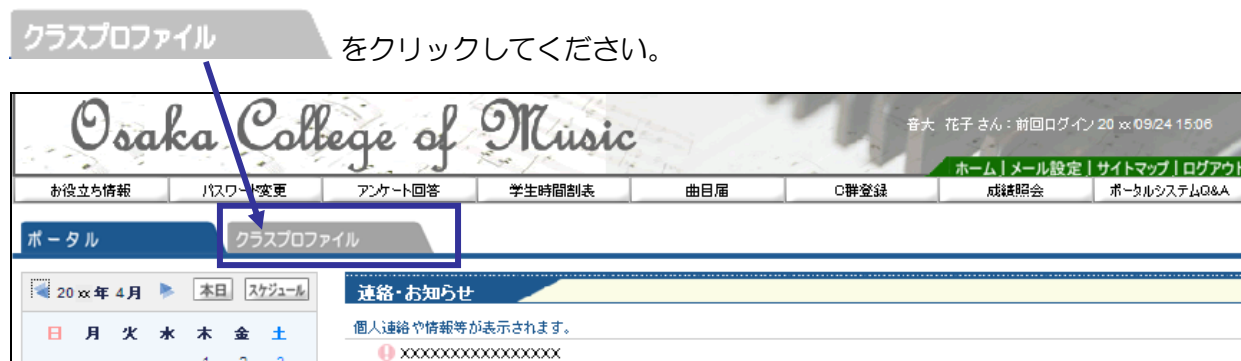 クラスプロファイル をクリックしてください。
Osaka College of Music
音大 花子 さん：前回ログイン 20 xx 09/24 15:06
ホーム | メール設定 | サイトマップ | ログアウト
お役立ち情報 パスワード変更 アンケート回答 学生時間割表 曲目届 C群登録 成績照会 ポータルシステムQ&A
ポータル クラスプロファイル
20 xx 年 4月 本日 スケジュール 連絡・お知らせ
日 月 火 水 木 金 土 個人連絡や情報等が表示されます。
1 2 3 XXXXXXXXXXXXXXXX